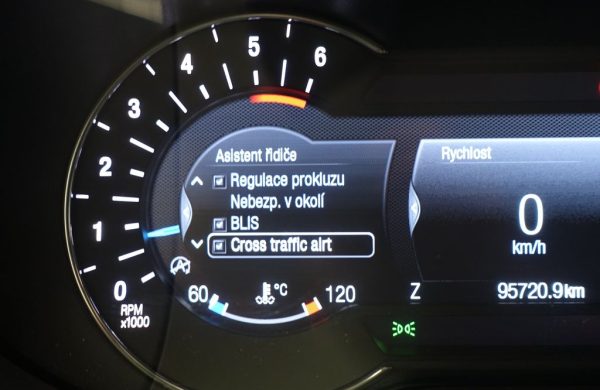 6
5
4
3
2
1
0
RPM
x1000
Asistent řidiče
Regulace prokluzu
Nebezp. v okolí
BLIS
Cross traffic alrt
60 °C 120
Rychlost
0
km/h
Z 95720.9km